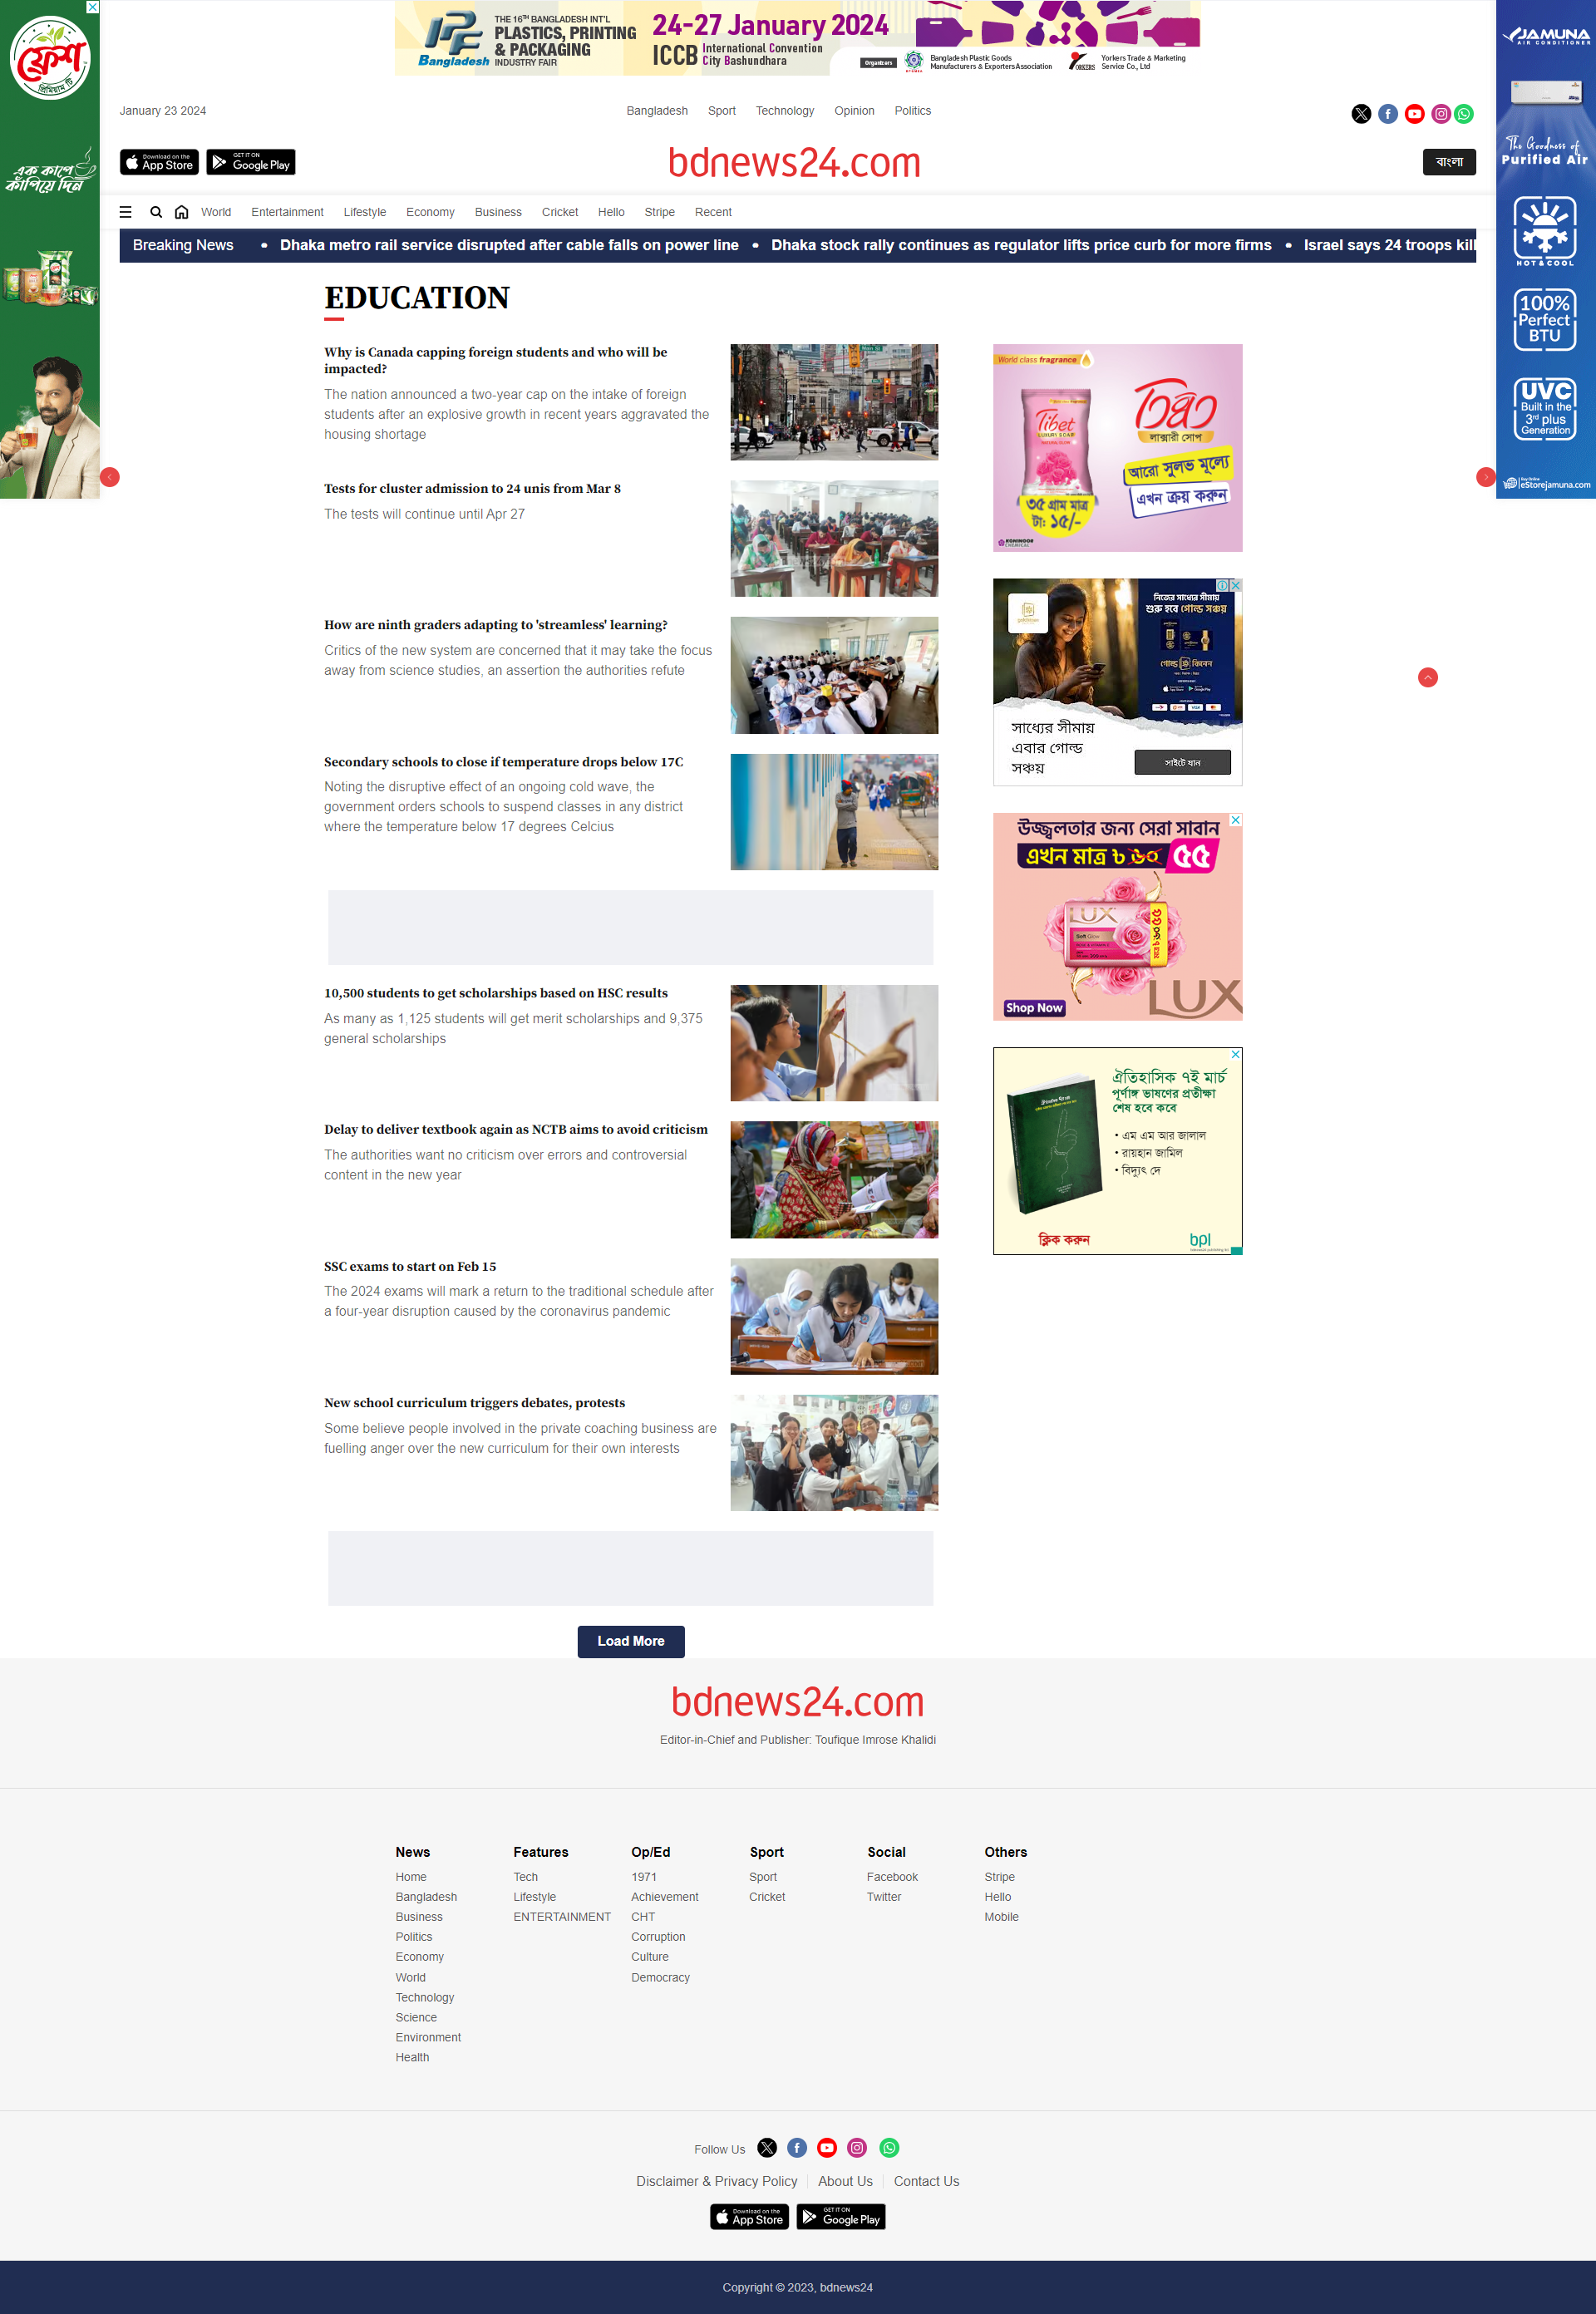 ফ্রেশ
প্রিমিয়াম টি
এক কাপে
কাঁপিয়ে দিন
IPF
Bangladesh
THE 16TH BANGLADESH INT'L
PLASTICS, PRINTING
& PACKAGING
INDUSTRY FAIR
24-27 January 2024
ICCB International Convention
City Bashundhara
Organizers
Bangladesh Plastic Goods
Manufacturers & Exporters Association
YORKERS
Yorkers Trade & Marketing
Service Co., Ltd
JAMUNA
AIR CONDITIONER
The Goodness of
Purified Air
HOT & COOL
100%
Perfect
BTU
UVC
Built in the
3rd plus
Generation
Buy Online
eStorejamuna.com
January 23 2024
Bangladesh Sport Technology Opinion Politics
Download on the
App Store
GET IT ON
Google Play
bdnews24.com
বাংলা
World Entertainment Lifestyle Economy Business Cricket Hello Stripe Recent
Breaking News • Dhaka metro rail service disrupted after cable falls on power line • Dhaka stock rally continues as regulator lifts price curb for more firms • Israel says 24 troops kill
EDUCATION
Why is Canada capping foreign students and who will be
impacted?
The nation announced a two-year cap on the intake of foreign
students after an explosive growth in recent years aggravated the
housing shortage
Tests for cluster admission to 24 unis from Mar 8
The tests will continue until Apr 27
How are ninth graders adapting to 'streamless' learning?
Critics of the new system are concerned that it may take the focus
away from science studies, an assertion the authorities refute
Secondary schools to close if temperature drops below 17C
Noting the disruptive effect of an ongoing cold wave, the
government orders schools to suspend classes in any district
where the temperature below 17 degrees Celcius
10,500 students to get scholarships based on HSC results
As many as 1,125 students will get merit scholarships and 9,375
general scholarships
Delay to deliver textbook again as NCTB aims to avoid criticism
The authorities want no criticism over errors and controversial
content in the new year
SSC exams to start on Feb 15
The 2024 exams will mark a return to the traditional schedule after
a four-year disruption caused by the coronavirus pandemic
New school curriculum triggers debates, protests
Some believe people involved in the private coaching business are
fuelling anger over the new curriculum for their own interests
Load More
World class fragrance
Tibet
LUXURY SOAP
তিব্বত
লাক্সারী সোপ
আরো সুলভ মূল্যে
এখন ক্রয় করুন
৩৫ গ্রাম মাত্র
টা: ১৫/-
KOHINOOR
CHEMICAL
নিজের সাধ্যের সীমায়
শুরু হবে গোল্ড সঞ্চয়
গোল্ড কিনেন
App Store Google Play
VISA
সাধ্যের সীমায়
এবার গোল্ড
সঞ্চয়
সাইটে যান
উজ্জ্বলতার জন্য সেরা সাবান
এখন মাত্র ৳ ৬০ ৫৫
LUX
Soft Glow
LUX
Shop Now
ঐতিহাসিক ৭ই মার্চ
পূর্ণাঙ্গ ভাষণের প্রতীক্ষা
শেষ হবে কবে
• এম এম আর জালাল
• রায়হান জামিল
• বিদ্যুৎ দে
ক্লিক করুন
bpl
bdnews24.com
Editor-in-Chief and Publisher: Toufique Imrose Khalidi
News
Home
Bangladesh
Business
Politics
Economy
World
Technology
Science
Environment
Health
Features
Tech
Lifestyle
ENTERTAINMENT
Op/Ed
1971
Achievement
CHT
Corruption
Culture
Democracy
Sport
Sport
Cricket
Social
Facebook
Twitter
Others
Stripe
Hello
Mobile
Follow Us
Disclaimer & Privacy Policy About Us Contact Us
Download on the
App Store
GET IT ON
Google Play
Copyright © 2023, bdnews24